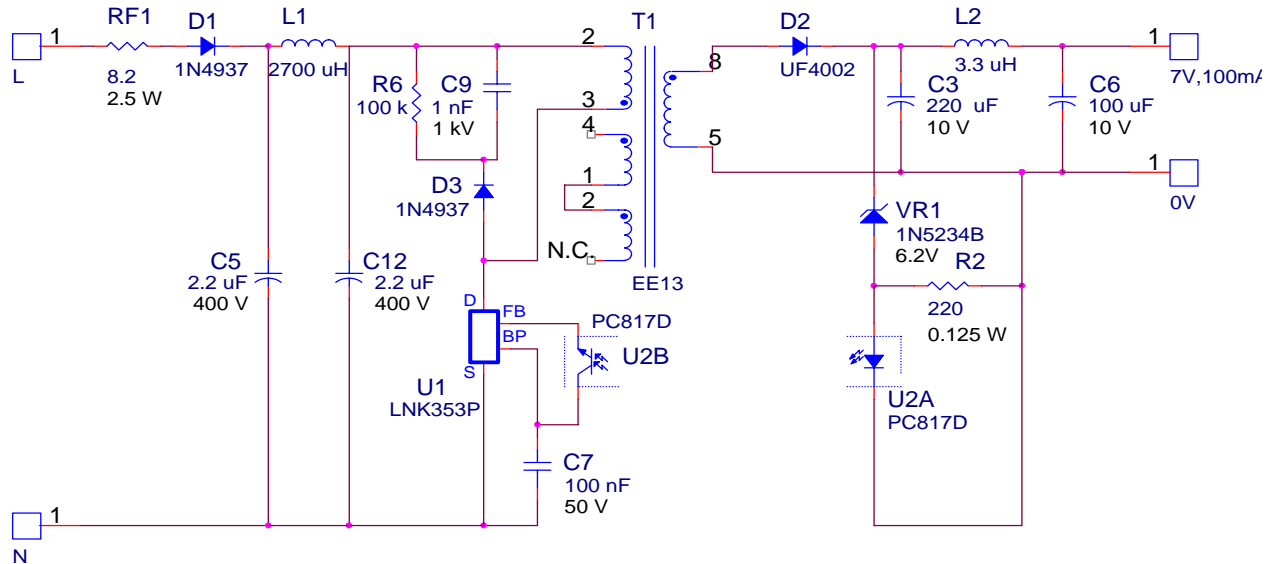 1
L
RF1
8.2
2.5 W
D1
1N4937
L1
2700 uH
R6
100 k
C9
1 nF
1 kV
D3
1N4937
C5
2.2 uF
400 V
C12
2.2 uF
400 V
T1
2
3
4
1
2
N.C
EE13
8
5
D
FB
BP
S
U1
LNK353P
PC817D
U2B
C7
100 nF
50 V
1
N
D2
UF4002
C3
220 uF
10 V
L2
3.3 uH
C6
100 uF
10 V
1
7V,100mA
1
0V
VR1
1N5234B
6.2V
R2
220
0.125 W
U2A
PC817D